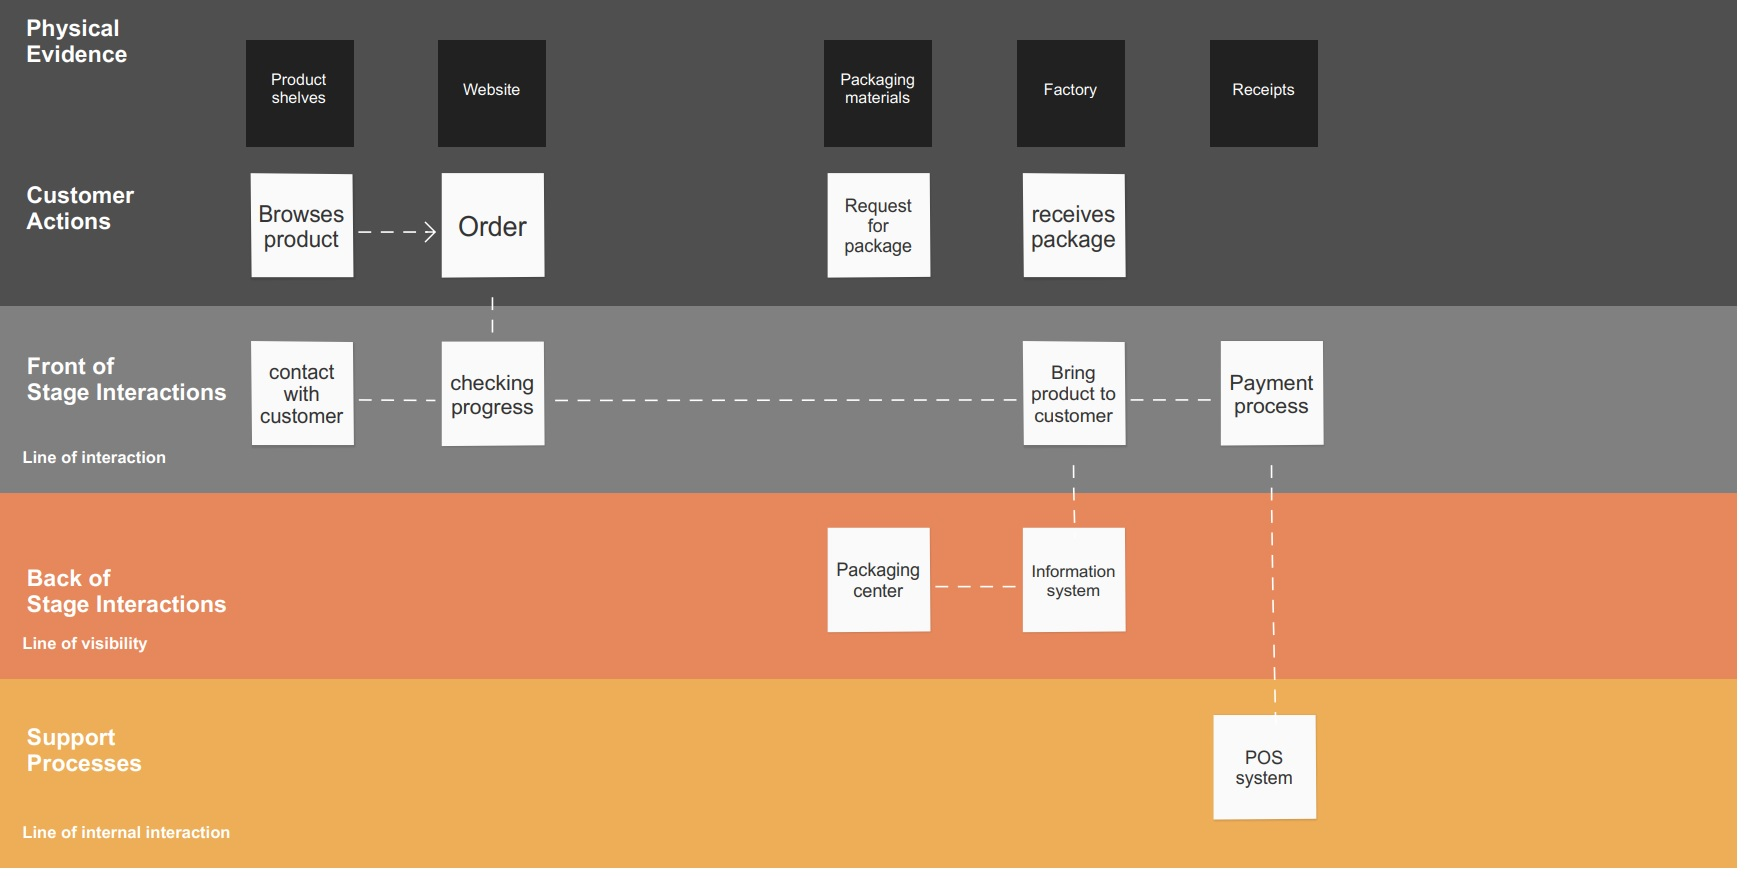 Physical
Evidence
Product
shelves
Website
Packaging
materials
Factory
Receipts
Customer
Actions
Browses
product
Order
Request
for
package
receives
package
Front of
Stage Interactions
contact
with
customer
checking
progress
Bring
product to
customer
Payment
process
Line of interaction
Back of
Stage Interactions
Packaging
center
Information
system
Line of visibility
Support
Processes
POS
system
Line of internal interaction